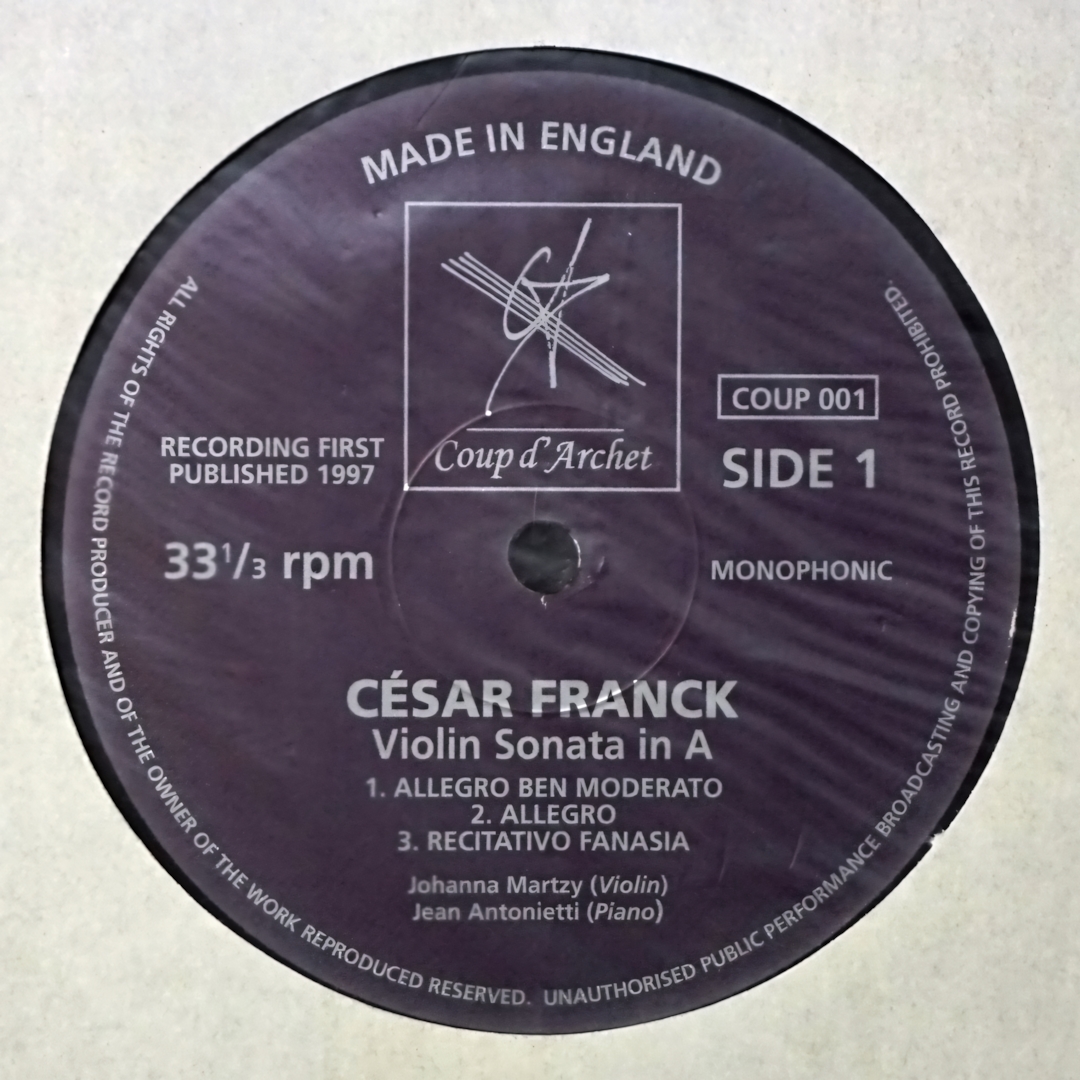 MADE IN ENGLAND
Coup d'Archet
COUP 001
RECORDING FIRST
PUBLISHED 1997
SIDE 1
33 1/3 rpm
MONOPHONIC
CÉSAR FRANCK
Violin Sonata in A
1. ALLEGRO BEN MODERATO
2. ALLEGRO
3. RECITATIVO FANASIA
Johanna Martzy (Violin)
Jean Antonietti (Piano)
ALL RIGHTS OF THE RECORD PRODUCER AND OF THE OWNER OF THE WORK REPRODUCED RESERVED. UNAUTHORISED PUBLIC PERFORMANCE BROADCASTING AND COPYING OF THIS RECORD PROHIBITED.